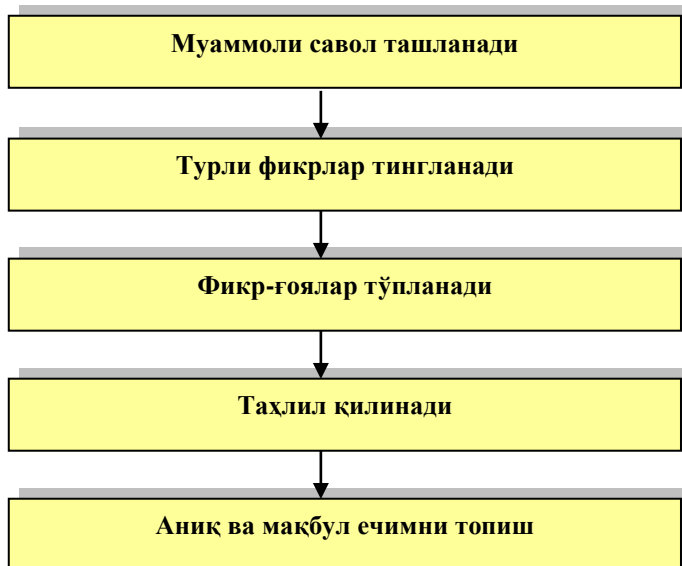 Муаммоли савол ташланади
Турли фикрлар тингланади
Фикр-ғоялар тўпланади
Таҳлил қилинади
Аниқ ва мақбул ечимни топиш